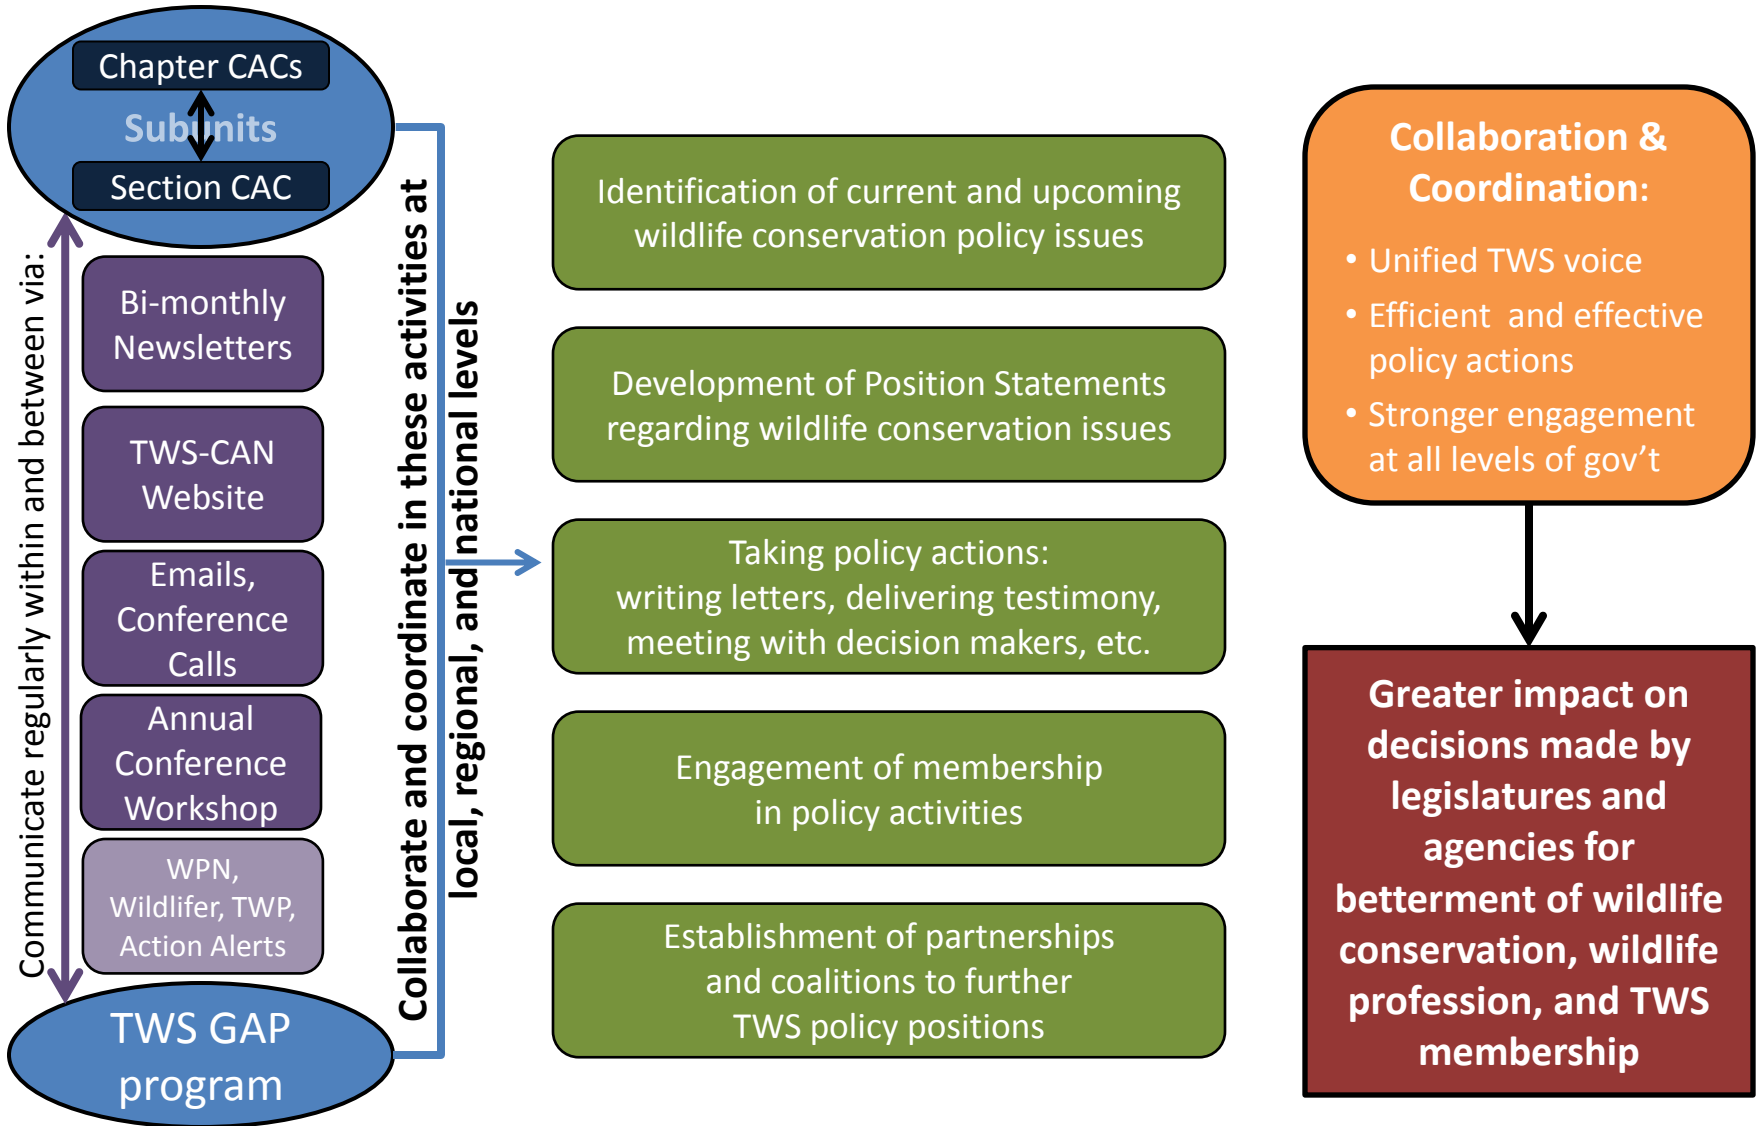 Chapter CACs
Subunits
Section CAC
Communicate regularly within and between via:
Bi-monthly
Newsletters
TWS-CAN
Website
Emails,
Conference
Calls
Annual
Conference
Workshop
WPN,
Wildlifer, TWP,
Action Alerts
TWS GAP
program
Collaborate and coordinate in these activities at
local, regional, and national levels
Identification of current and upcoming
wildlife conservation policy issues
Development of Position Statements
regarding wildlife conservation issues
Taking policy actions:
writing letters, delivering testimony,
meeting with decision makers, etc.
Engagement of membership
in policy activities
Establishment of partnerships
and coalitions to further
TWS policy positions
Collaboration &
Coordination:
• Unified TWS voice
• Efficient and effective
policy actions
• Stronger engagement
at all levels of gov’t
Greater impact on
decisions made by
legislatures and
agencies for
betterment of wildlife
conservation, wildlife
profession, and TWS
membership